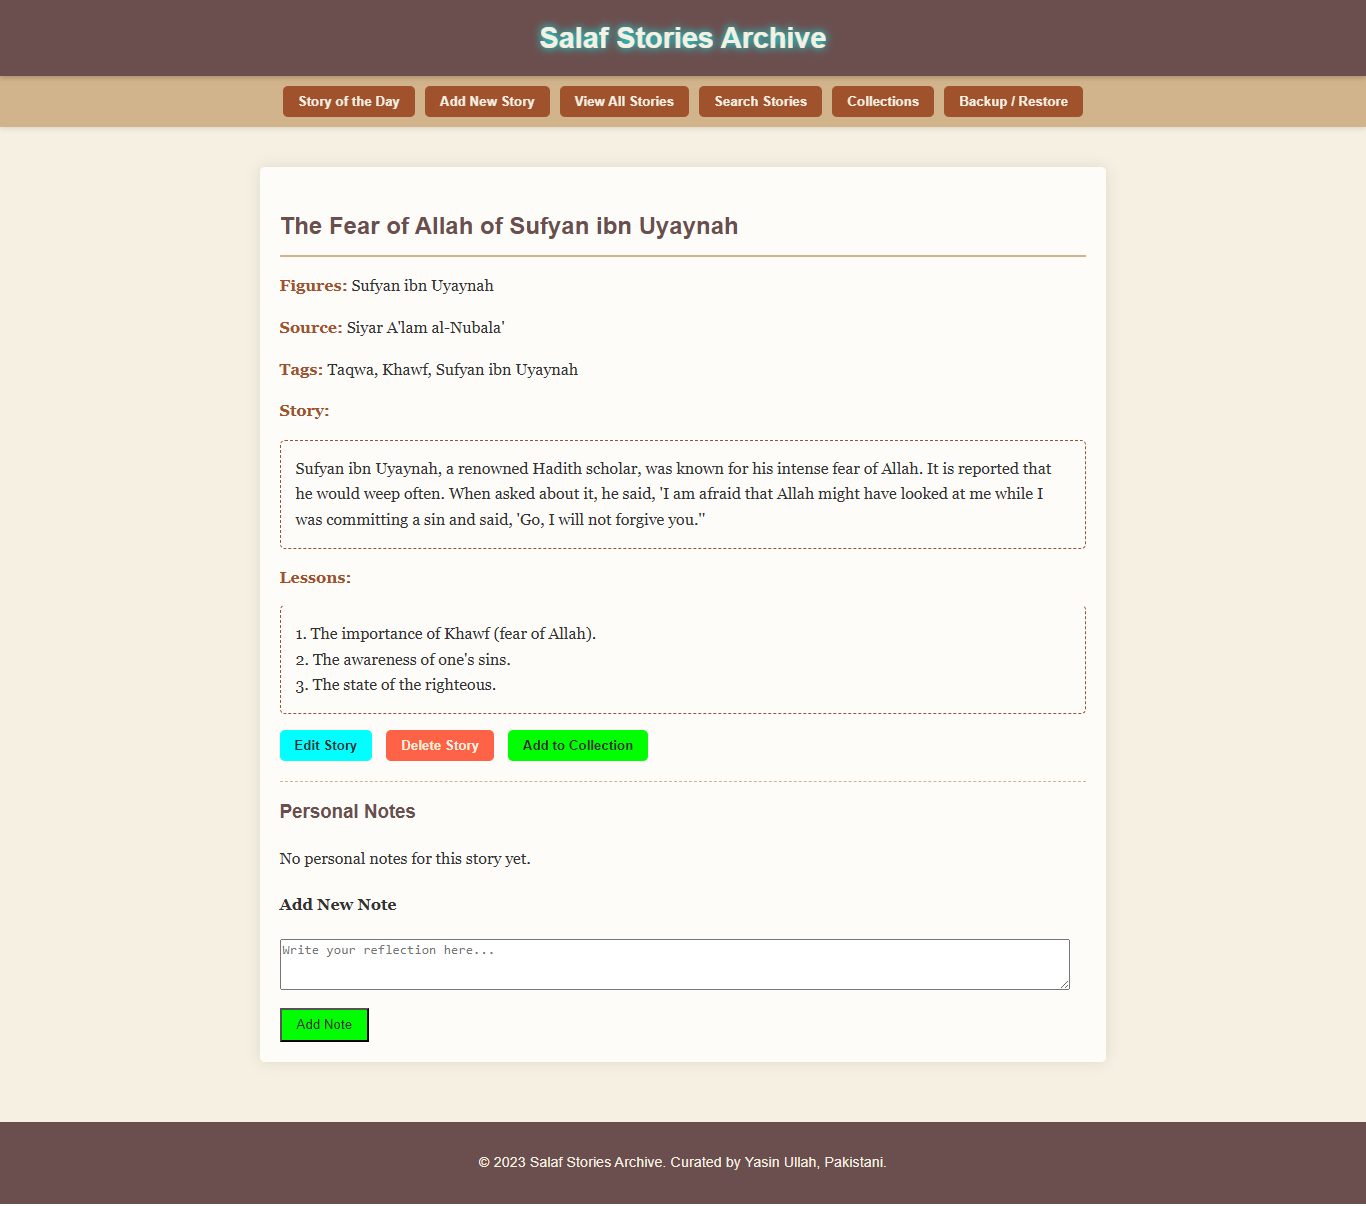 Salaf Stories Archive
Story of the Day
Add New Story
View All Stories
Search Stories
Collections
Backup / Restore
The Fear of Allah of Sufyan ibn Uyaynah
Figures: Sufyan ibn Uyaynah
Source: Siyar A'lam al-Nubala'
Tags: Taqwa, Khawf, Sufyan ibn Uyaynah
Story:
Sufyan ibn Uyaynah, a renowned Hadith scholar, was known for his intense fear of Allah. It is reported that
he would weep often. When asked about it, he said, 'I am afraid that Allah might have looked at me while I
was committing a sin and said, 'Go, I will not forgive you.''
Lessons:
1. The importance of Khawf (fear of Allah).
2. The awareness of one's sins.
3. The state of the righteous.
Edit Story
Delete Story
Add to Collection
Personal Notes
No personal notes for this story yet.
Add New Note
Write your reflection here...
Add Note
© 2023 Salaf Stories Archive. Curated by Yasin Ullah, Pakistani.